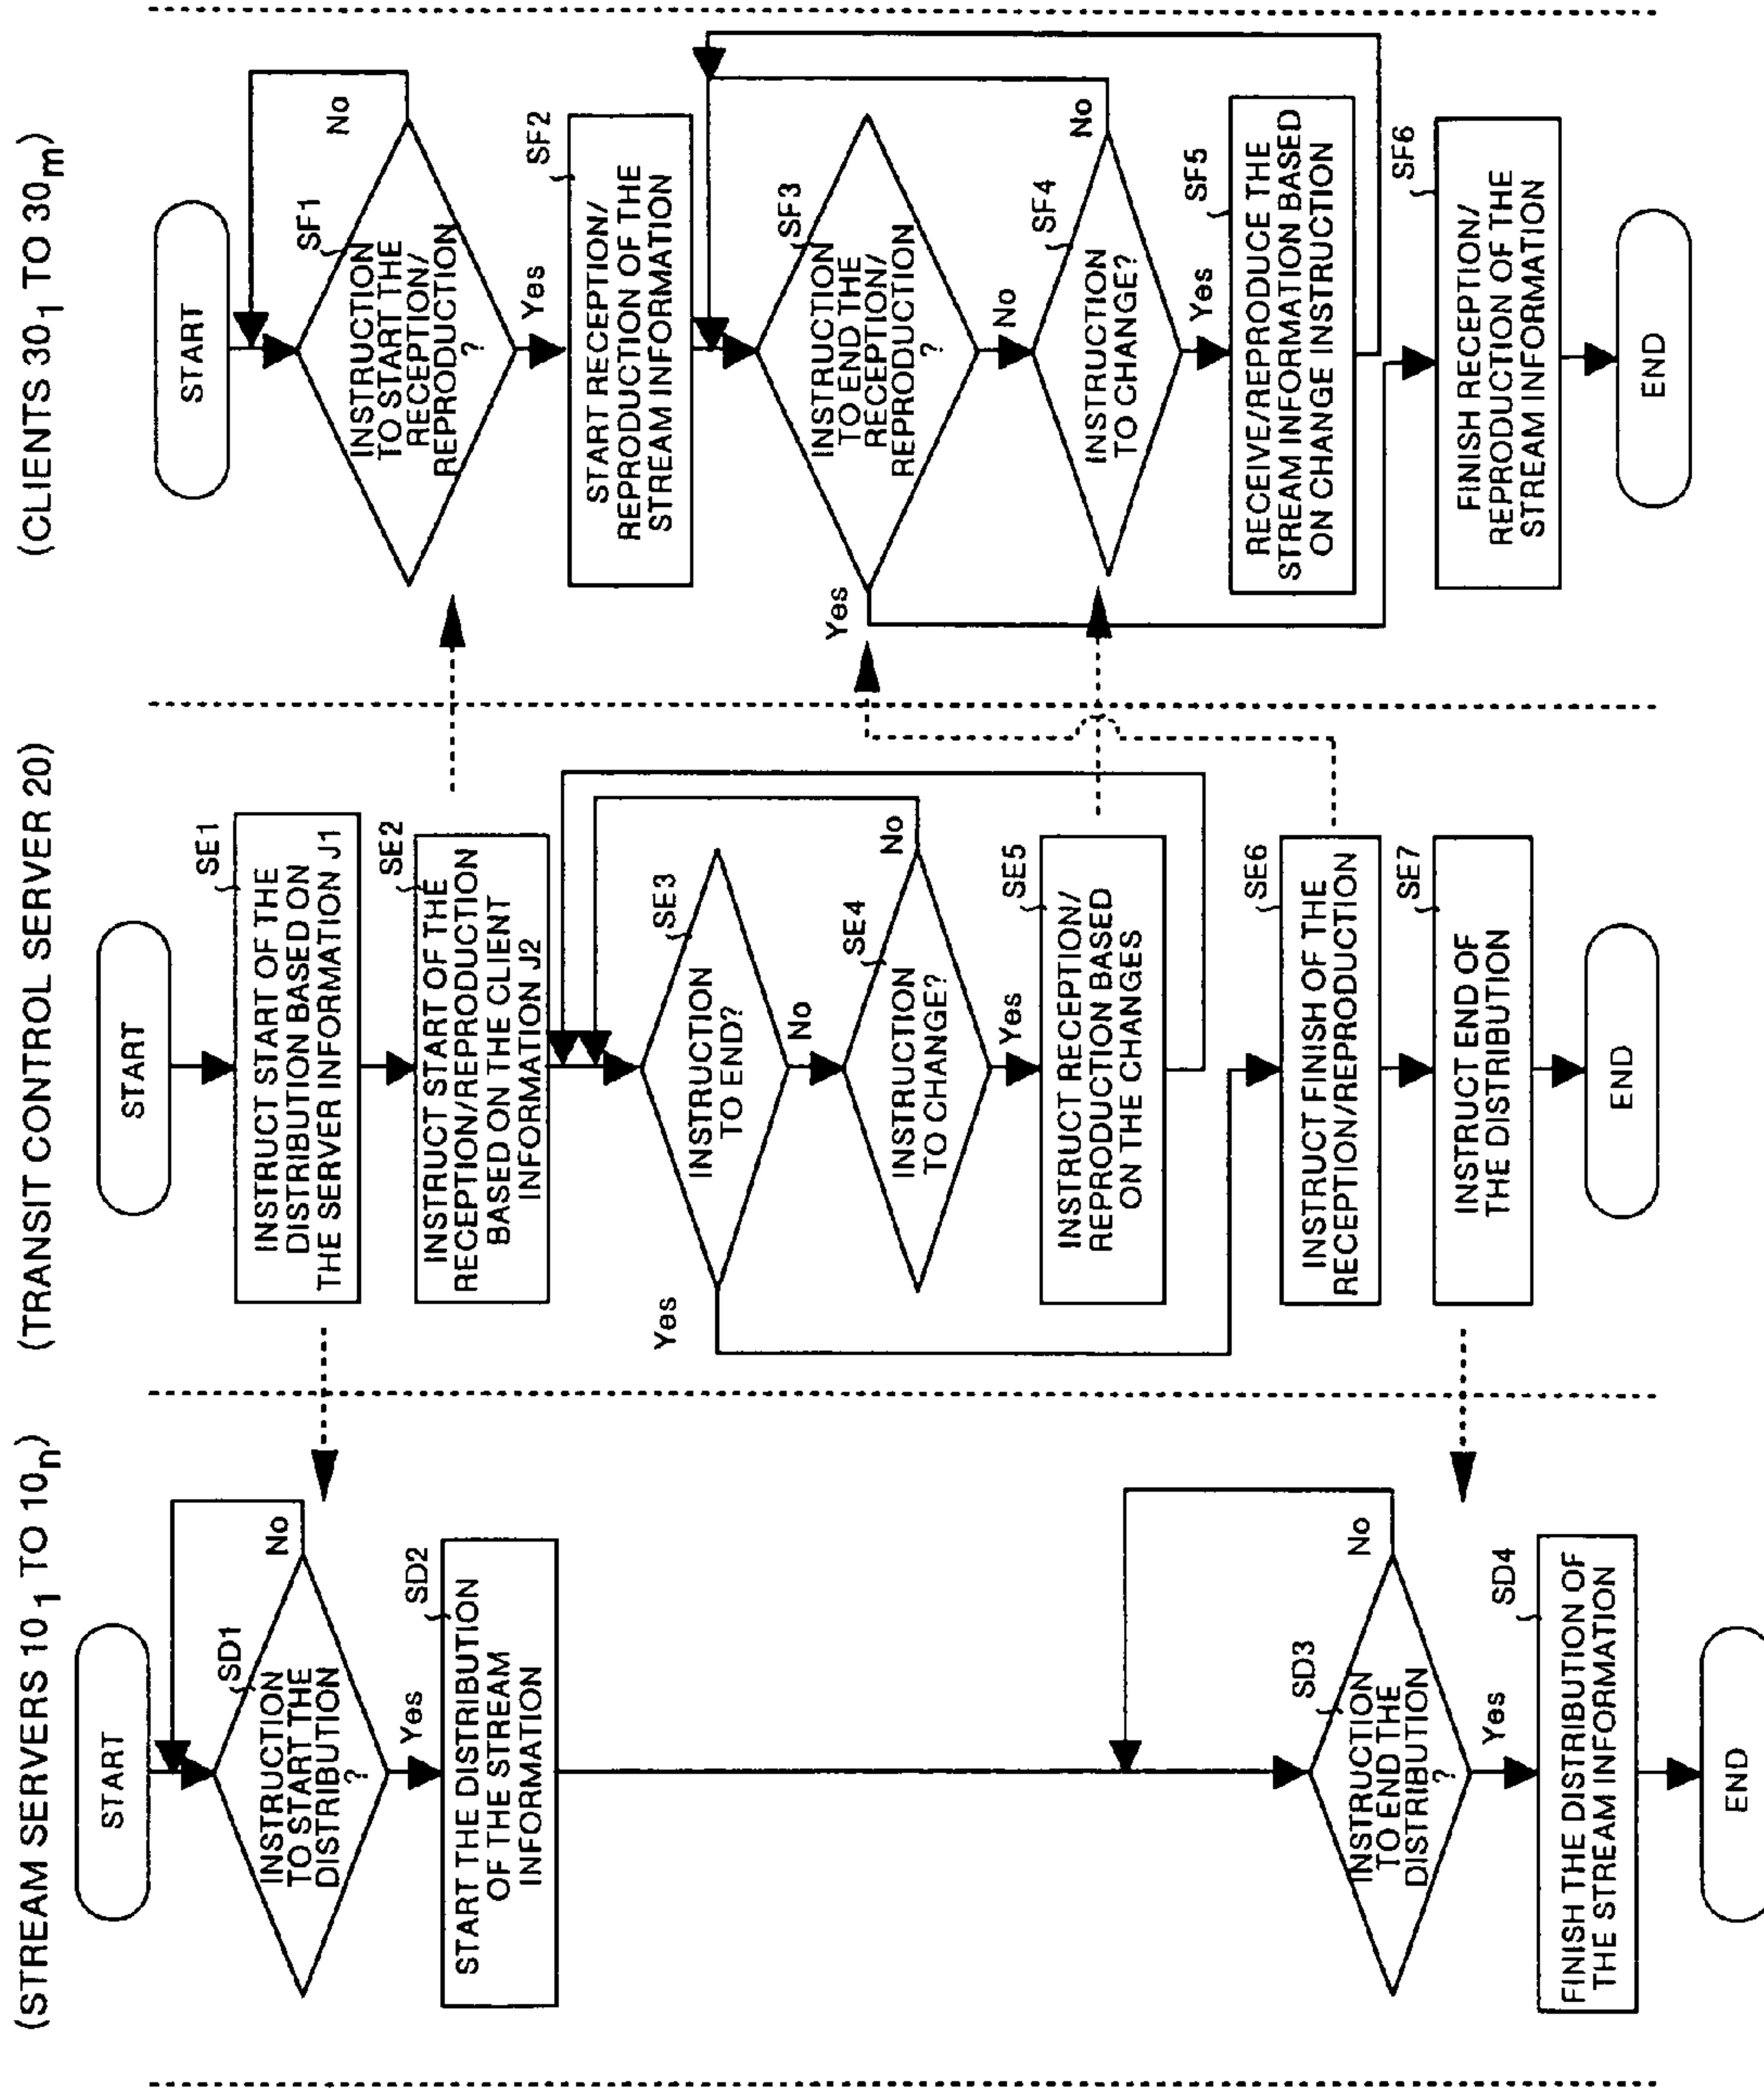 (STREAM SERVERS 10₁ TO 10ₙ)
START
SD1
INSTRUCTION
TO START THE
DISTRIBUTION
?
No
Yes
SD2
START THE DISTRIBUTION
OF THE STREAM
INFORMATION
SD3
INSTRUCTION
TO END THE
DISTRIBUTION
?
No
Yes
SD4
FINISH THE DISTRIBUTION OF
THE STREAM INFORMATION
END
(TRANSIT CONTROL SERVER 20)
START
SE1
INSTRUCT START OF THE
DISTRIBUTION BASED ON
THE SERVER INFORMATION J1
SE2
INSTRUCT START OF THE
RECEPTION/REPRODUCTION
BASED ON THE CLIENT
INFORMATION J2
SE3
INSTRUCTION
TO END?
Yes
No
SE4
INSTRUCTION
TO CHANGE?
No
Yes
SE5
INSTRUCT RECEPTION/
REPRODUCTION BASED
ON THE CHANGES
SE6
INSTRUCT FINISH OF THE
RECEPTION/REPRODUCTION
SE7
INSTRUCT END OF
THE DISTRIBUTION
END
(CLIENTS 30₁ TO 30ₘ)
START
SF1
INSTRUCTION
TO START THE
RECEPTION/
REPRODUCTION
?
No
Yes
SF2
START RECEPTION/
REPRODUCTION OF THE
STREAM INFORMATION
SF3
INSTRUCTION
TO END THE
RECEPTION/
REPRODUCTION
?
Yes
No
SF4
INSTRUCTION
TO CHANGE?
No
Yes
SF5
RECEIVE/REPRODUCE THE
STREAM INFORMATION BASED
ON CHANGE INSTRUCTION
SF6
FINISH RECEPTION/
REPRODUCTION OF THE
STREAM INFORMATION
END